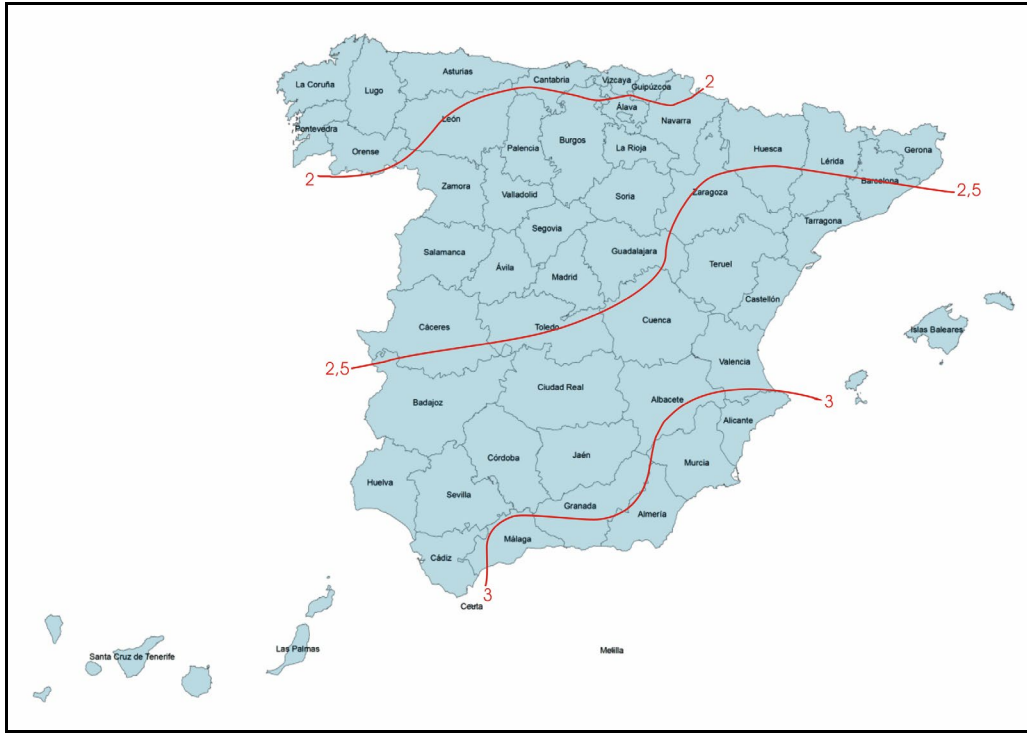 Asturias
Cantabria
Vizcaya
Guipúzcoa
La Coruña
Lugo
2
Álava
León
Navarra
Pontevedra
Orense
Palencia
Burgos
La Rioja
Huesca
Lérida
Gerona
2
Zamora
Valladolid
Soria
Zaragoza
Barcelona
2,5
Tarragona
Segovia
Salamanca
Ávila
Madrid
Guadalajara
Teruel
Castellón
Cáceres
Toledo
Cuenca
Islas Baleares
2,5
Valencia
Ciudad Real
Badajoz
Albacete
3
Alicante
Córdoba
Jaén
Murcia
Huelva
Sevilla
Granada
Almería
Málaga
Cádiz
3
Ceuta
Santa Cruz de Tenerife
Las Palmas
Melilla